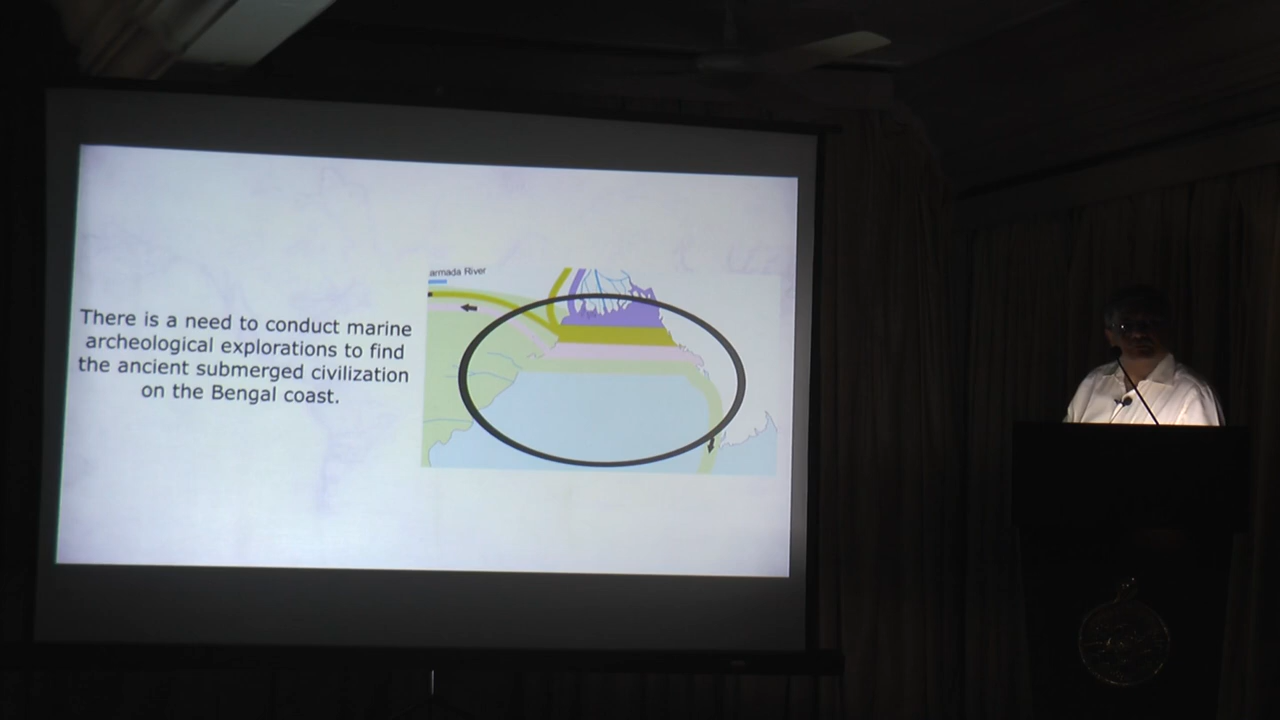 There is a need to conduct marine
archeological explorations to find
the ancient submerged civilization
on the Bengal coast.
armada River